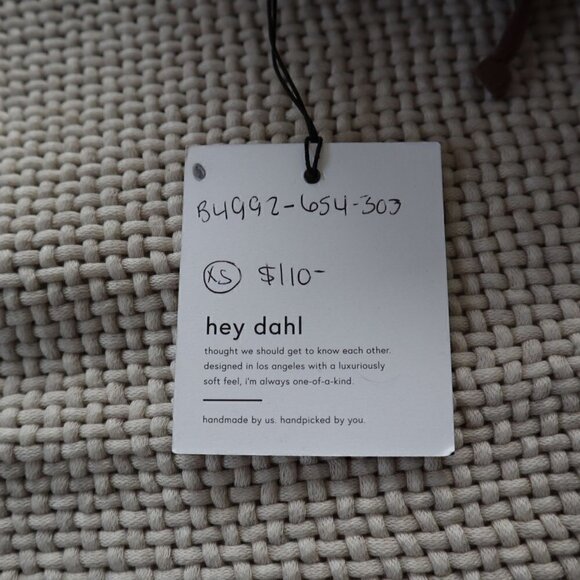 B4992-654-303
XS $110-
hey dahl
thought we should get to know each other.
designed in los angeles with a luxuriously
soft feel, i'm always one-of-a-kind.
handmade by us. handpicked by you.